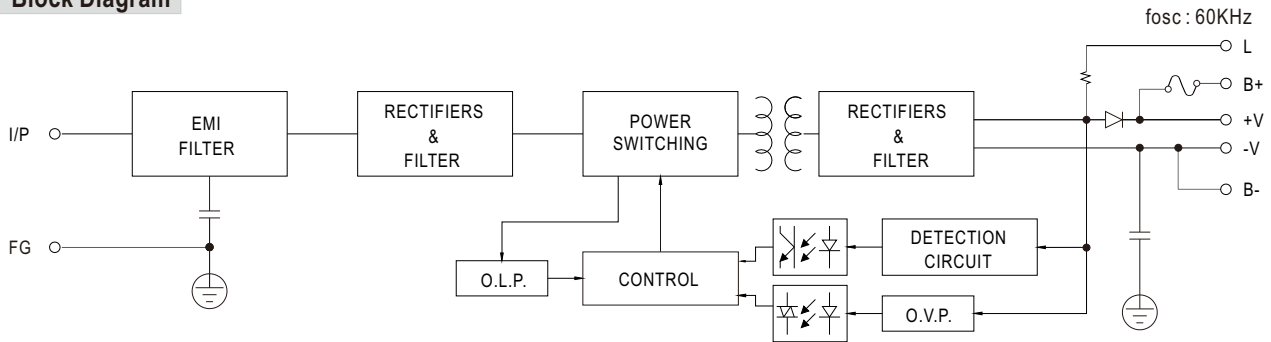 Block Diagram
fosc : 60KHz
L
B+
+V
-V
B-
I/P
EMI
FILTER
RECTIFIERS
&
FILTER
POWER
SWITCHING
RECTIFIERS
&
FILTER
FG
O.L.P.
CONTROL
DETECTION
CIRCUIT
O.V.P.